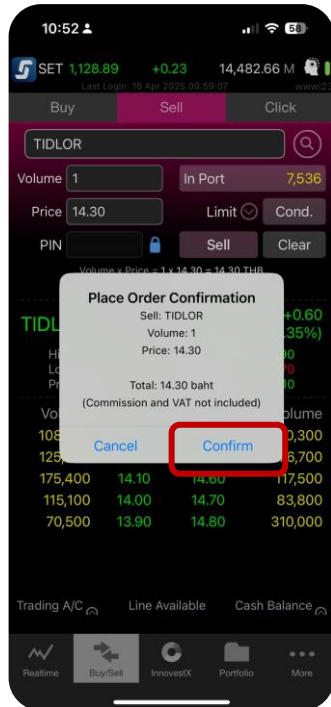 10:52
58
SET 1,128.89 +0.23 14,482.66 M
Last Login: 16 Apr 2025 09:59:07
Buy Sell Click
TIDLOR
Volume 1 In Port 7,536
Price 14.30 Limit Cond.
PIN Sell Clear
Volume x Price = 1 x 14.30 = 14.30 THB
Place Order Confirmation
Sell: TIDLOR
Volume: 1
Price: 14.30
Total: 14.30 baht
(Commission and VAT not included)
Cancel Confirm
TIDL +0.60
175,400 14.10 14.60 117,500
115,100 14.00 14.70 83,800
70,500 13.90 14.80 310,000
Trading A/C Line Available Cash Balance
Realtime Buy/Sell InnovestX Portfolio More